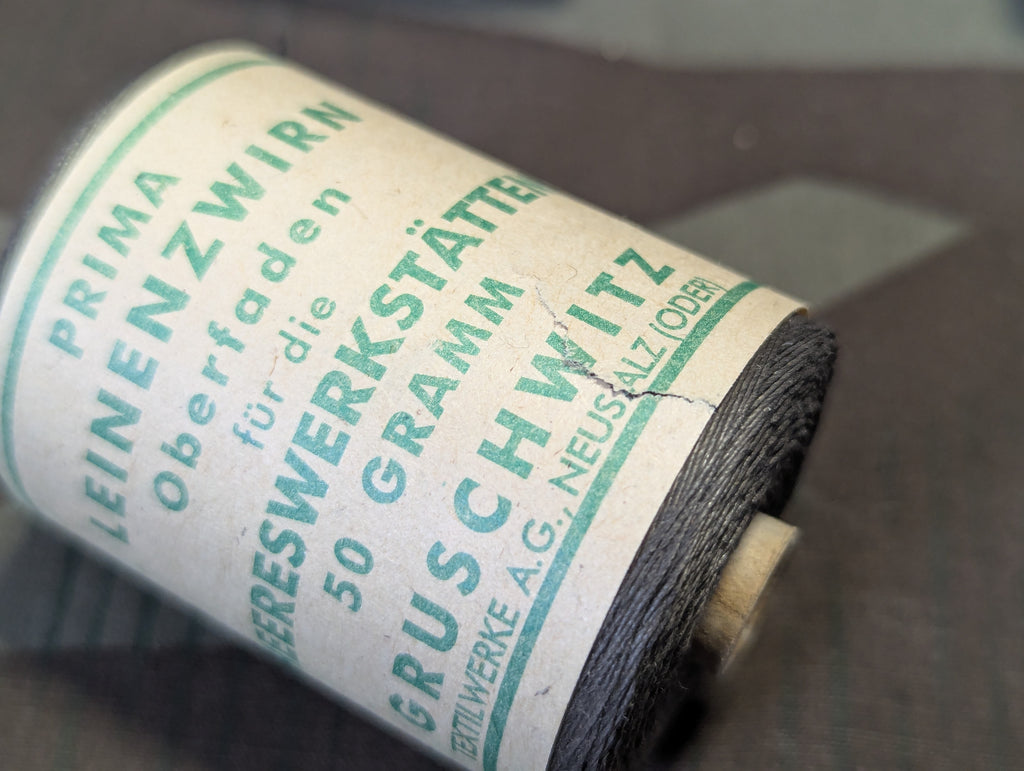 PRIMA
LEINENZWIRN
Oberfaden
für die
HEERESWERKSTÄTTEN
50 GRAMM
GRUSCHWITZ
TEXTILWERKE A.G., NEUSALZ (ODER)